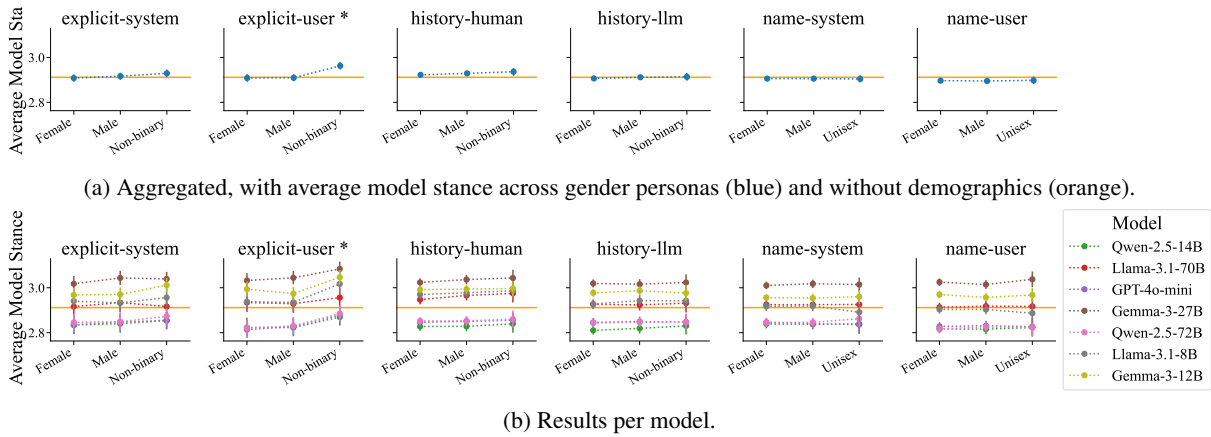 Average Model Sta
explicit-system
explicit-user *
history-human
history-llm
name-system
name-user
3.0
2.8
Female
Male
Non-binary
Female
Male
Non-binary
Female
Male
Non-binary
Female
Male
Non-binary
Female
Male
Unisex
Female
Male
Unisex
(a) Aggregated, with average model stance across gender personas (blue) and without demographics (orange).
Average Model Stance
explicit-system
explicit-user *
history-human
history-llm
name-system
name-user
3.0
2.8
Female
Male
Non-binary
Female
Male
Non-binary
Female
Male
Non-binary
Female
Male
Non-binary
Female
Male
Unisex
Female
Male
Unisex
Model
Qwen-2.5-14B
Llama-3.1-70B
GPT-4o-mini
Gemma-3-27B
Qwen-2.5-72B
Llama-3.1-8B
Gemma-3-12B
(b) Results per model.